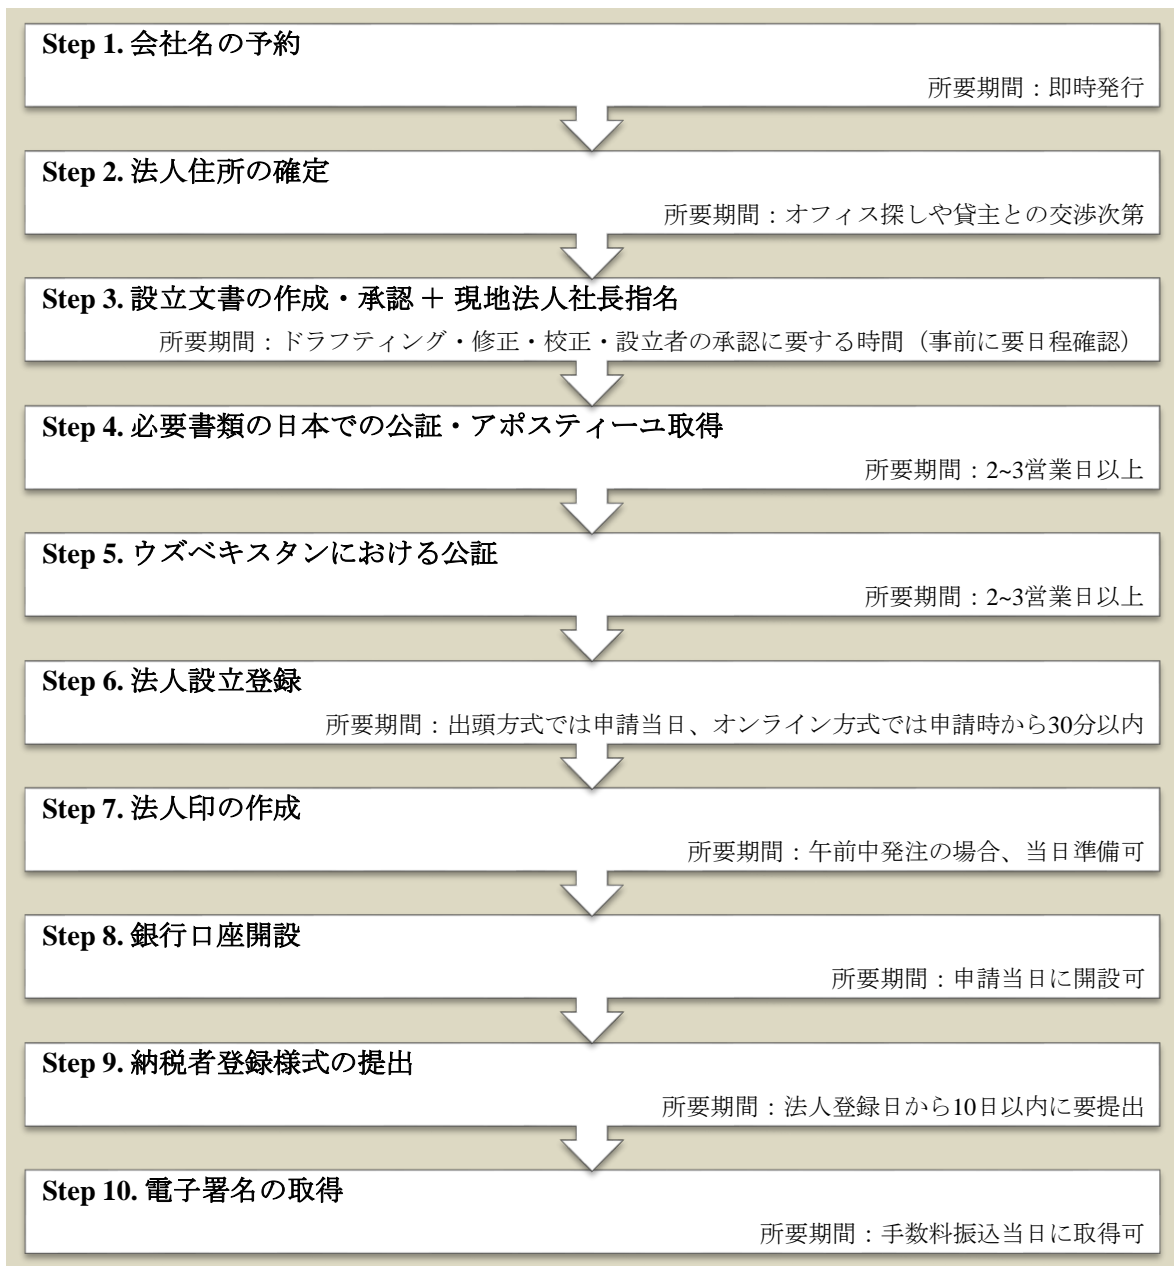 Step 1. 会社名の予約
所要期間：即時発行
Step 2. 法人住所の確定
所要期間：オフィス探しや貸主との交渉次第
Step 3. 設立文書の作成・承認 ＋ 現地法人社長指名
所要期間：ドラフティング・修正・校正・設立者の承認に要する時間（事前に要日程確認）
Step 4. 必要書類の日本での公証・アポスティーユ取得
所要期間：2~3営業日以上
Step 5. ウズベキスタンにおける公証
所要期間：2~3営業日以上
Step 6. 法人設立登録
所要期間：出頭方式では申請当日、オンライン方式では申請時から30分以内
Step 7. 法人印の作成
所要期間：午前中発注の場合、当日準備可
Step 8. 銀行口座開設
所要期間：申請当日に開設可
Step 9. 納税者登録様式の提出
所要期間：法人登録日から10日以内に要提出
Step 10. 電子署名の取得
所要期間：手数料振込当日に取得可